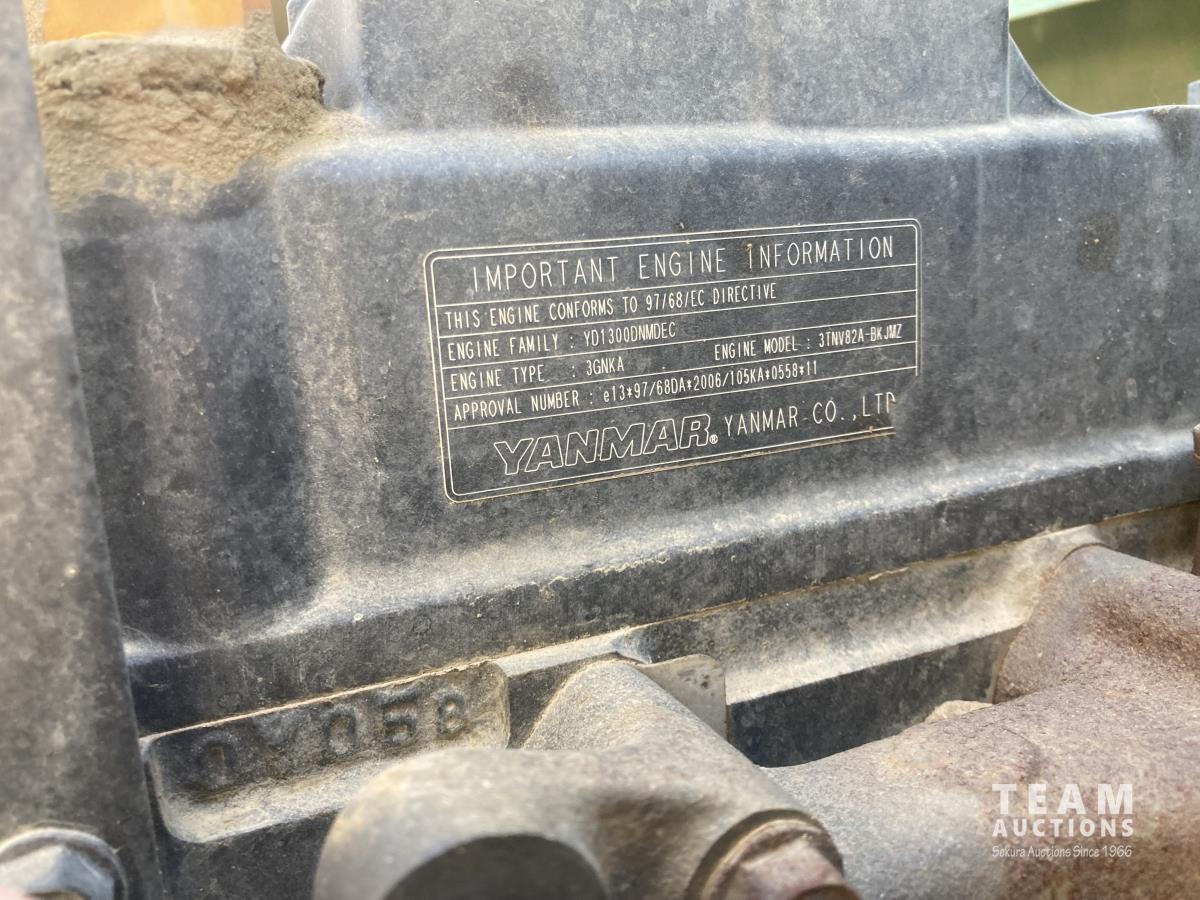 IMPORTANT ENGINE INFORMATION
THIS ENGINE CONFORMS TO 97/68/EC DIRECTIVE
ENGINE FAMILY : YD1300DNMDEC
ENGINE TYPE : 3GNKA ENGINE MODEL : 3TNV82A-BKJMZ
APPROVAL NUMBER : e13*97/68DA*2006/105KA*0558*11
YANMAR® YANMAR CO.,LTD
TEAM
AUCTIONS
Sekura Auctions Since 1966